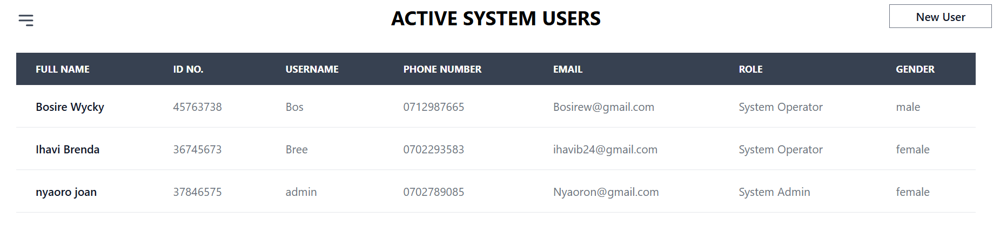 ACTIVE SYSTEM USERS
New User
FULL NAME ID NO. USERNAME PHONE NUMBER EMAIL ROLE GENDER
Bosire Wycky 45763738 Bos 0712987665 Bosirew@gmail.com System Operator male
Ihavi Brenda 36745673 Bree 0702293583 ihavib24@gmail.com System Operator female
nyaoro joan 37846575 admin 0702789085 Nyaoron@gmail.com System Admin female